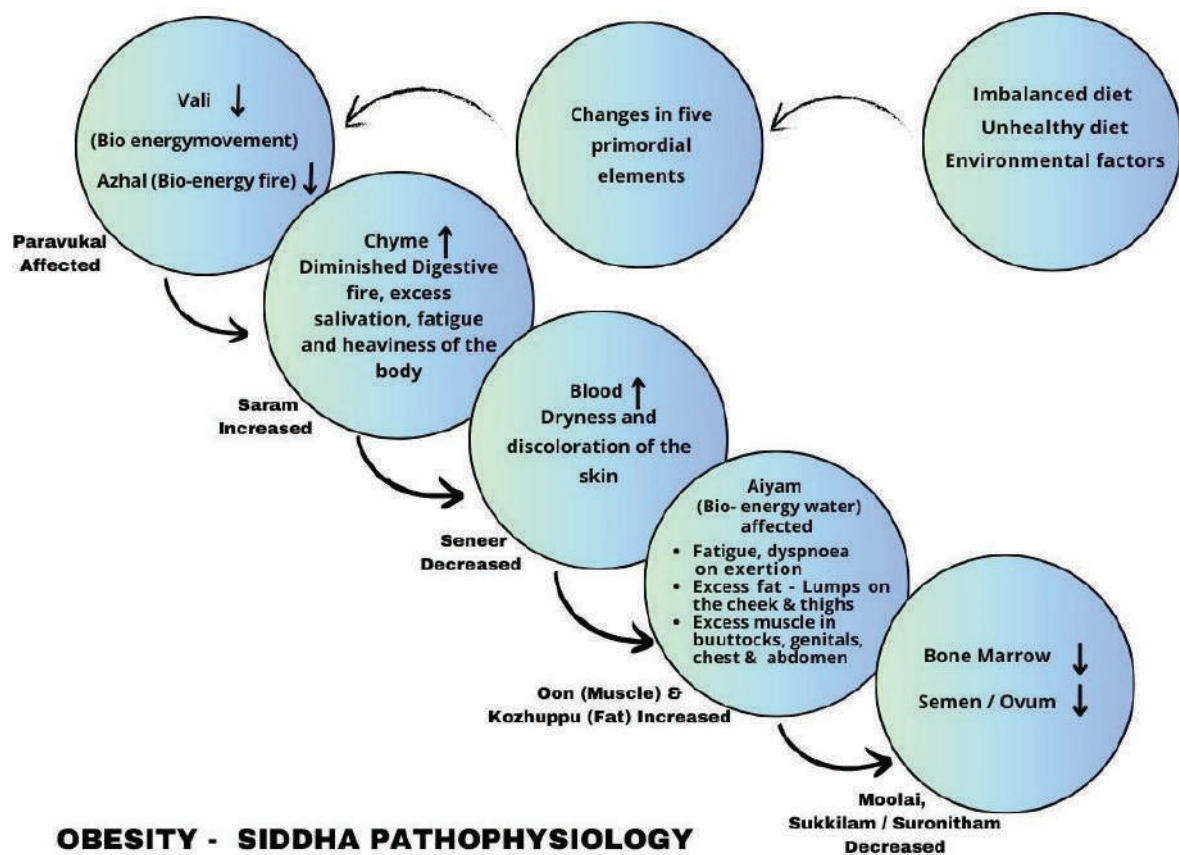 Imbalanced diet
Unhealthy diet
Environmental factors
Changes in five
primordial
elements
Vali ↓
(Bio energymovement)
Azhal (Bio-energy fire) ↓
Paravukal
Affected
Chyme ↑
Diminished Digestive
fire, excess
salivation, fatigue
and heaviness of the
body
Saram
Increased
Blood ↑
Dryness and
discoloration of the
skin
Seneer
Decreased
Aiyam
(Bio- energy water)
affected
• Fatigue, dyspnoea
on exertion
• Excess fat - Lumps on
the cheek & thighs
• Excess muscle in
buuttocks, genitals,
chest & abdomen
Oon (Muscle) &
Kozhuppu (Fat) Increased
Bone Marrow ↓
Semen / Ovum ↓
Moolai,
Sukkilam / Suronitham
Decreased
OBESITY - SIDDHA PATHOPHYSIOLOGY